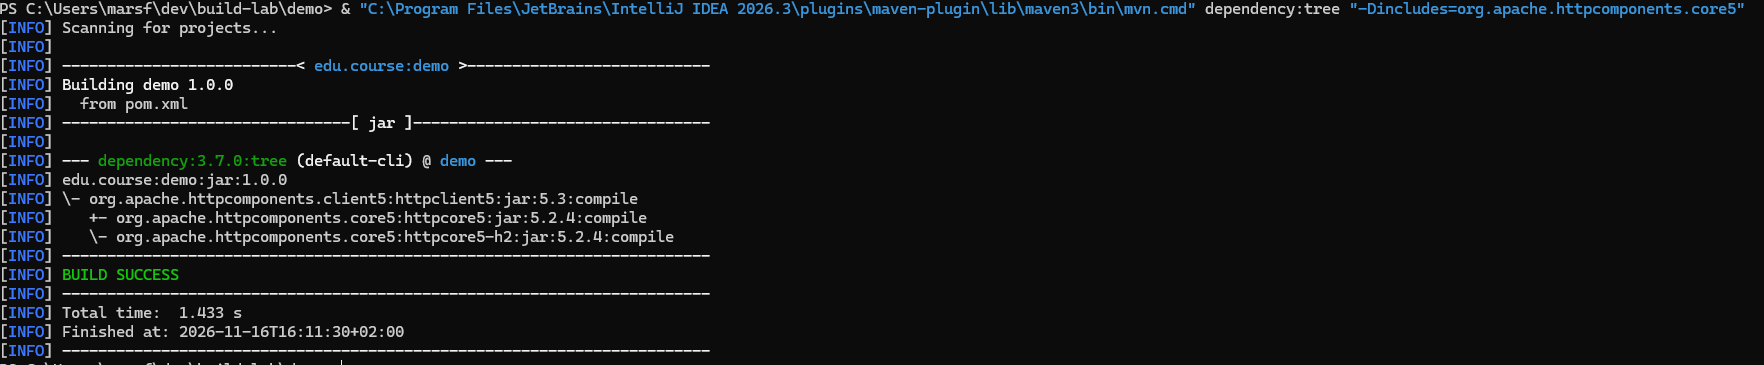 PS C:\Users\marsf\dev\build-lab\demo> & "C:\Program Files\JetBrains\IntelliJ IDEA 2026.3\plugins\maven-plugin\lib\maven3\bin\mvn.cmd" dependency:tree "-Dincludes=org.apache.httpcomponents.core5"
[INFO] Scanning for projects...
[INFO]
[INFO] --------------------------< edu.course:demo >---------------------------
[INFO] Building demo 1.0.0
[INFO]   from pom.xml
[INFO] --------------------------------[ jar ]---------------------------------
[INFO]
[INFO] --- dependency:3.7.0:tree (default-cli) @ demo ---
[INFO] edu.course:demo:jar:1.0.0
[INFO] \- org.apache.httpcomponents.client5:httpclient5:jar:5.3:compile
[INFO]    +- org.apache.httpcomponents.core5:httpcore5:jar:5.2.4:compile
[INFO]    \- org.apache.httpcomponents.core5:httpcore5-h2:jar:5.2.4:compile
[INFO] ------------------------------------------------------------------------
[INFO] BUILD SUCCESS
[INFO] ------------------------------------------------------------------------
[INFO] Total time:  1.433 s
[INFO] Finished at: 2026-11-16T16:11:30+02:00
[INFO] ------------------------------------------------------------------------